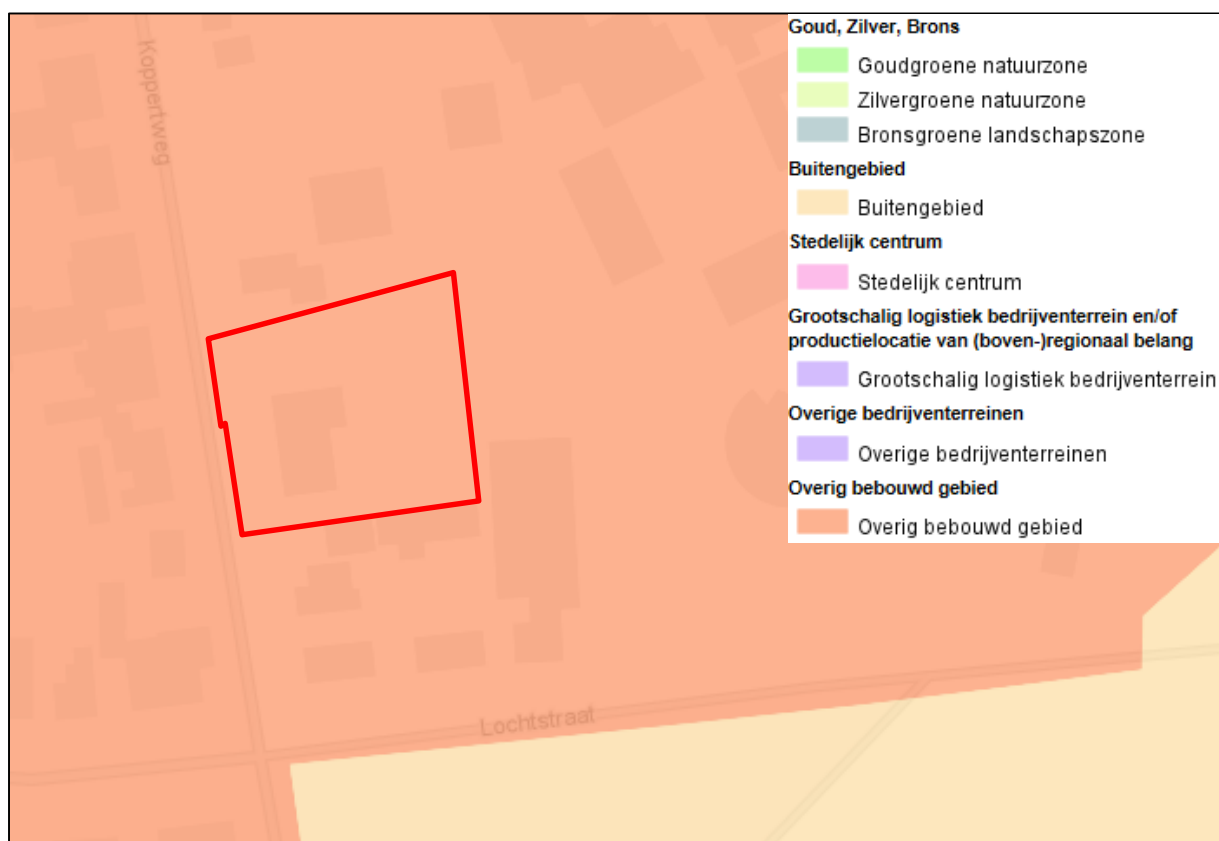 Koppertweg
Lochtstraat
Goud, Zilver, Brons
Goudgroene natuurzone
Zilvergroene natuurzone
Bronsgroene landschapszone
Buitengebied
Buitengebied
Stedelijk centrum
Stedelijk centrum
Grootschalig logistiek bedrijventerrein en/of
productielocatie van (boven-)regionaal belang
Grootschalig logistiek bedrijventerrein
Overige bedrijventerreinen
Overige bedrijventerreinen
Overig bebouwd gebied
Overig bebouwd gebied